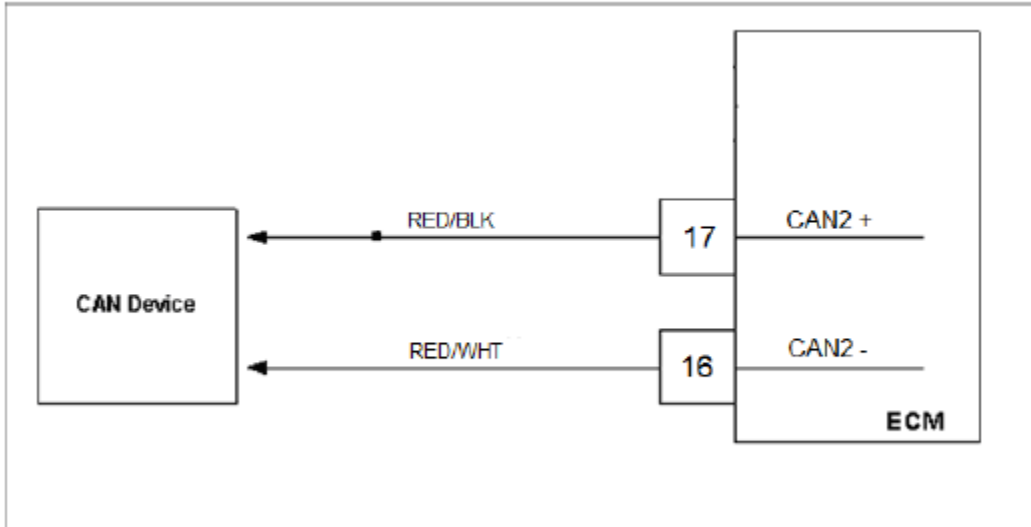 RED/BLK
17
CAN2 +
CAN Device
RED/WHT
16
CAN2 -
ECM